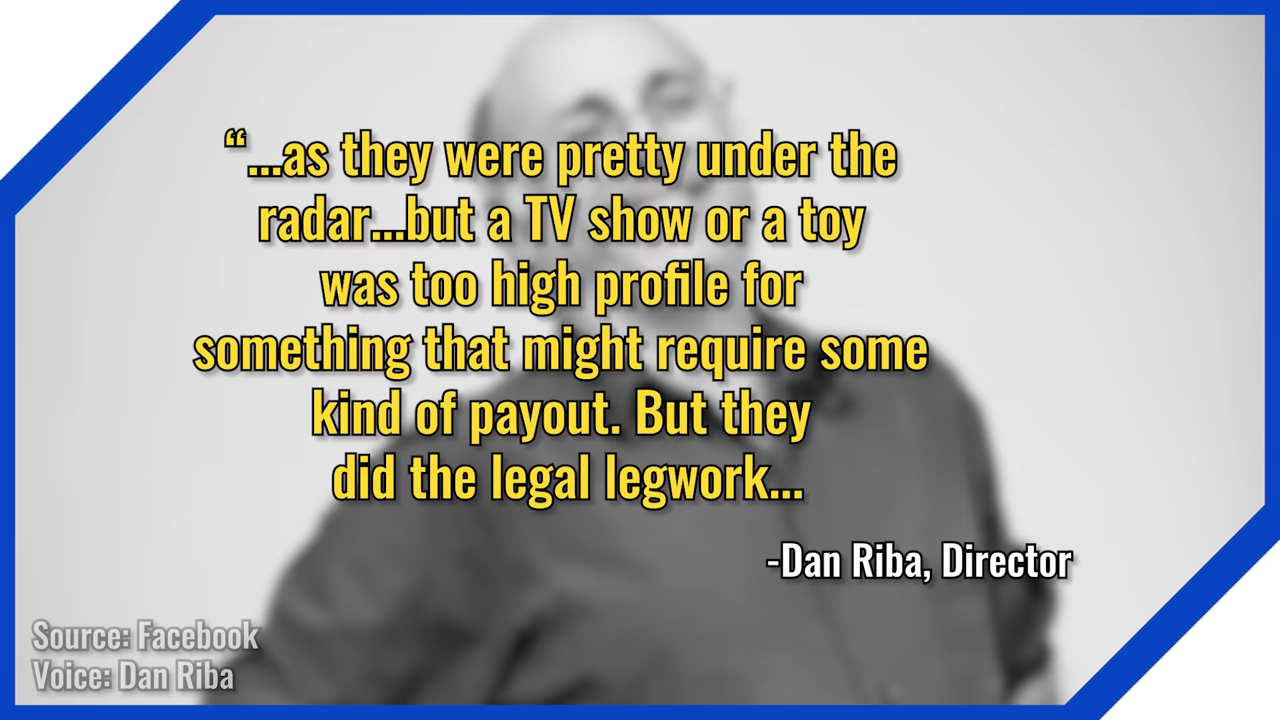 “...as they were pretty under the
radar...but a TV show or a toy
was too high profile for
something that might require some
kind of payout. But they
did the legal legwork...
-Dan Riba, Director
Source: Facebook
Voice: Dan Riba